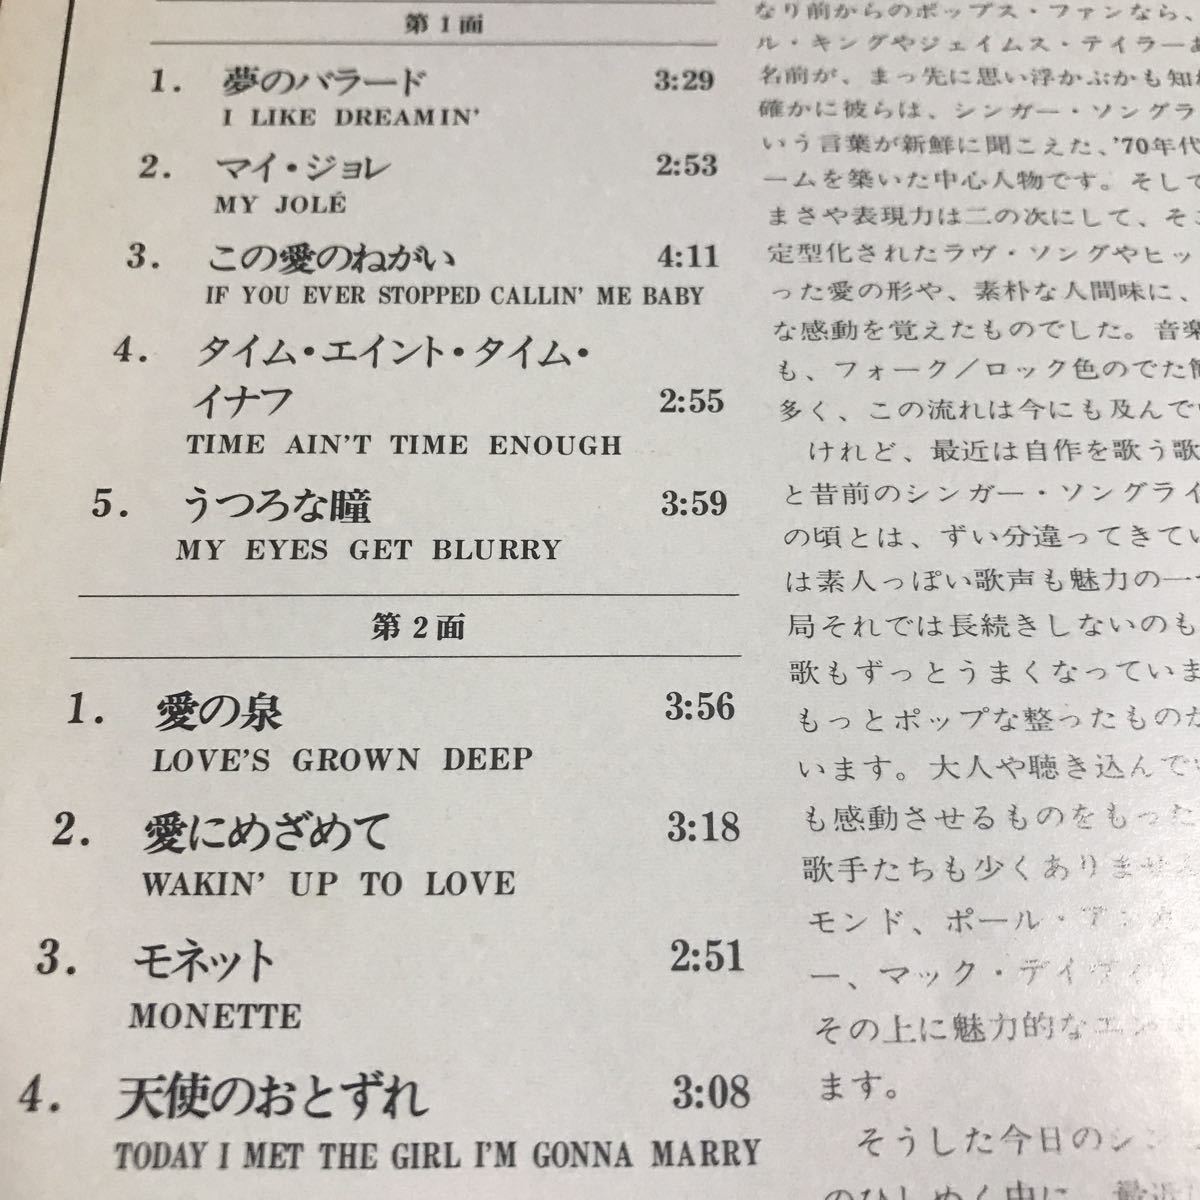 第1面
1. 夢のバラード 3:29
I LIKE DREAMIN'
2. マイ・ジョレ 2:53
MY JOLÉ
3. この愛のねがい 4:11
IF YOU EVER STOPPED CALLIN' ME BABY
4. タイム・エイント・タイム・
イナフ 2:55
TIME AIN'T TIME ENOUGH
5. うつろな瞳 3:59
MY EYES GET BLURRY
第2面
1. 愛の泉 3:56
LOVE'S GROWN DEEP
2. 愛にめざめて 3:18
WAKIN' UP TO LOVE
3. モネット 2:51
MONETTE
4. 天使のおとずれ 3:08
TODAY I MET THE GIRL I'M GONNA MARRY
なり前からのポップス・ファンなら、
ル・キングやジェイムス・テイラーあ
名前が、まっ先に思い浮かぶかも知
確かに彼らは、シンガー・ソングラ
いう言葉が新鮮に聞こえた、'70年代
ームを築いた中心人物です。そして
まさや表現力は二の次にして、そ
定型化されたラヴ・ソングやヒッ
った愛の形や、素朴な人間味に、
な感動を覚えたものでした。音楽
も、フォーク／ロック色のでた
多く、この流れは今にも及んで
けれど、最近は自作を歌う歌
と昔前のシンガー・ソングライ
の頃とは、ずい分違ってきてい
は素人っぽい歌声も魅力の一
局それでは長続きしないのも
歌もずっとうまくなっていま
もっとポップな整ったものが
います。大人や聴き込んで
も感動させるものをもった
歌手たちも少くありませ
モンド、ポール・アンカ
ー、マック・デイヴィ
その上に魅力的なエン
ます。
そうした今日のシン
のひしめく中に、最近